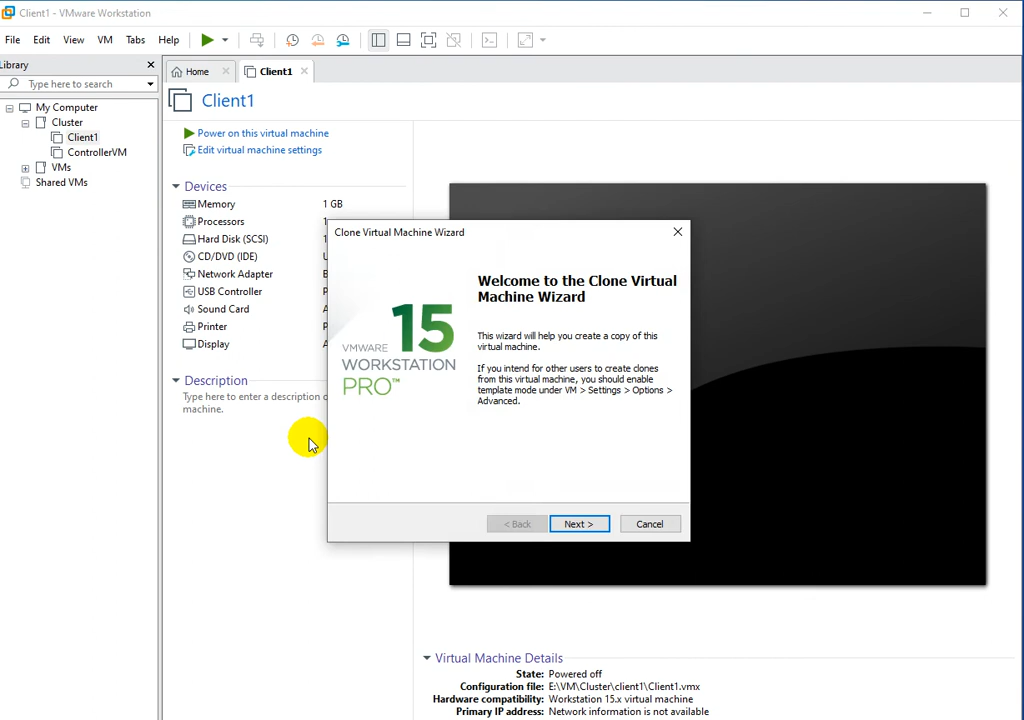 Client1 - VMware Workstation
File Edit View VM Tabs Help
Library
Type here to search
My Computer
Cluster
Client1
ControllerVM
VMs
Shared VMs
Home
Client1
Client1
Power on this virtual machine
Edit virtual machine settings
Devices
Memory 1 GB
Processors 1
Hard Disk (SCSI) 1
CD/DVD (IDE)
Network Adapter
USB Controller P
Sound Card A
Printer P
Display A
Description
Type here to enter a description o
machine.
Clone Virtual Machine Wizard
15
VMWARE
WORKSTATION
PRO™
Welcome to the Clone Virtual
Machine Wizard
This wizard will help you create a copy of this
virtual machine.
If you intend for other users to create clones
from this virtual machine, you should enable
template mode under VM > Settings > Options >
Advanced.
< Back Next > Cancel
Virtual Machine Details
State: Powered off
Configuration file: E:\VM\Cluster\client1\Client1.vmx
Hardware compatibility: Workstation 15.x virtual machine
Primary IP address: Network information is not available